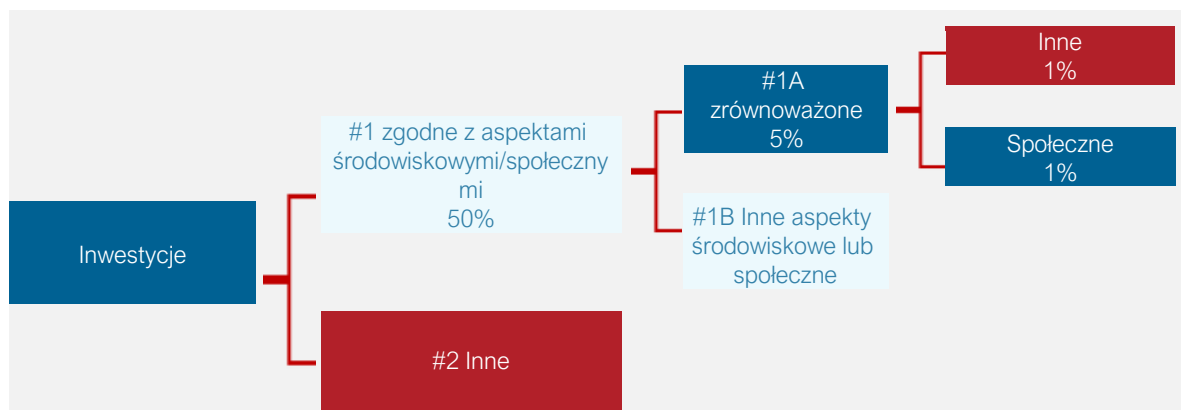 Inwestycje
#1 zgodne z aspektami
środowiskowymi/społeczny
mi
50%
#2 Inne
#1A
zrównoważone
5%
#1B Inne aspekty
środowiskowe lub
społeczne
Inne
1%
Społeczne
1%